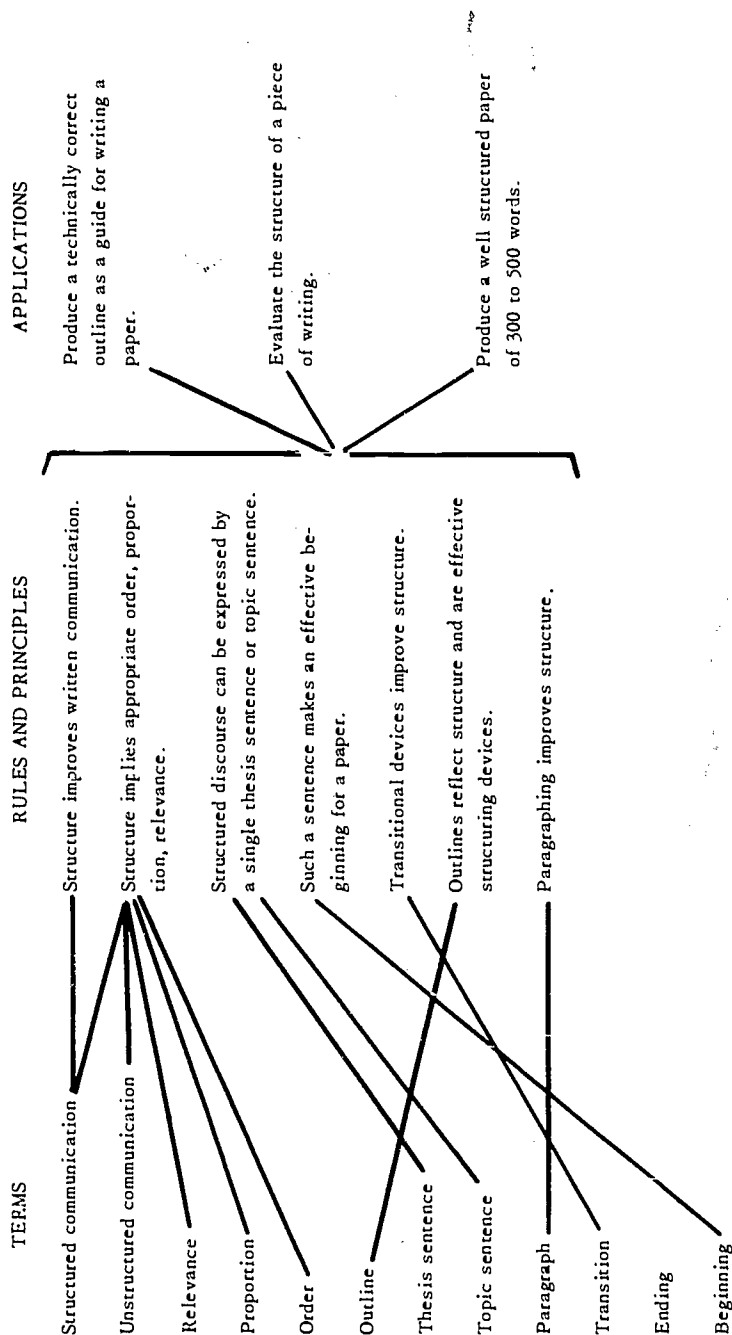 TERMS
Structured communication
Unstructured communication
Relevance
Proportion
Order
Outline
Thesis sentence
Topic sentence
Paragraph
Transition
Ending
Beginning
RULES AND PRINCIPLES
Structure improves written communication.
Structure implies appropriate order, propor-
tion, relevance.
Structured discourse can be expressed by
a single thesis sentence or topic sentence.
Such a sentence makes an effective be-
ginning for a paper.
Transitional devices improve structure.
Outlines reflect structure and are effective
structuring devices.
Paragraphing improves structure.
APPLICATIONS
Produce a technically correct
outline as a guide for writing a
paper.
Evaluate the structure of a piece
of writing.
Produce a well structured paper
of 300 to 500 words.